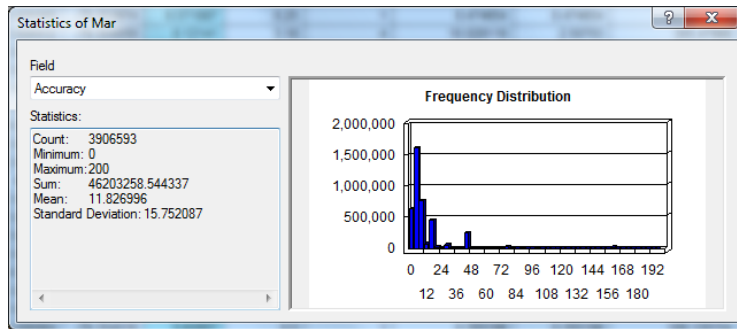 Statistics of Mar
Field
Accuracy
Statistics:
Count: 3906593
Minimum: 0
Maximum: 200
Sum: 46203258.544337
Mean: 11.826996
Standard Deviation: 15.752087
Frequency Distribution
2,000,000
1,500,000
1,000,000
500,000
0
0 24 48 72 96 120 144 168 192
12 36 60 84 108 132 156 180